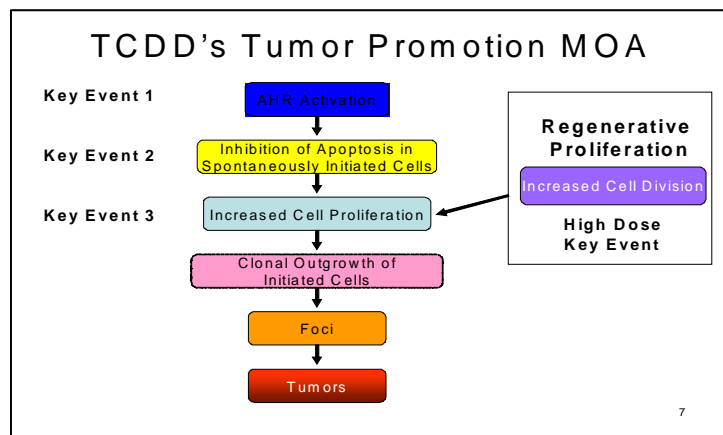 TCDD's Tumor Promotion MOA
Key Event 1
AHR Activation
Key Event 2
Inhibition of Apoptosis in
Spontaneously Initiated Cells
Key Event 3
Increased Cell Proliferation
Clonal Outgrowth of
Initiated Cells
Foci
Tumors
Regenerative
Proliferation
Increased Cell Division
High Dose
Key Event
7